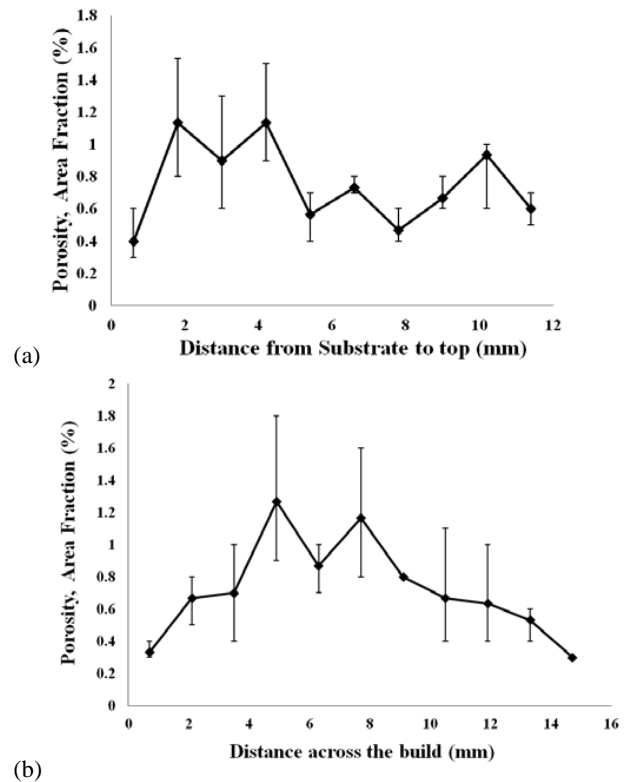 1.8
1.6
1.4
1.2
1
0.8
0.6
0.4
0.2
0
Porosity, Area Fraction (%)
0 2 4 6 8 10 12
Distance from Substrate to top (mm)
(a)
2
1.8
1.6
1.4
1.2
1
0.8
0.6
0.4
0.2
0
Porosity, Area Fraction (%)
0 2 4 6 8 10 12 14 16
Distance across the build (mm)
(b)